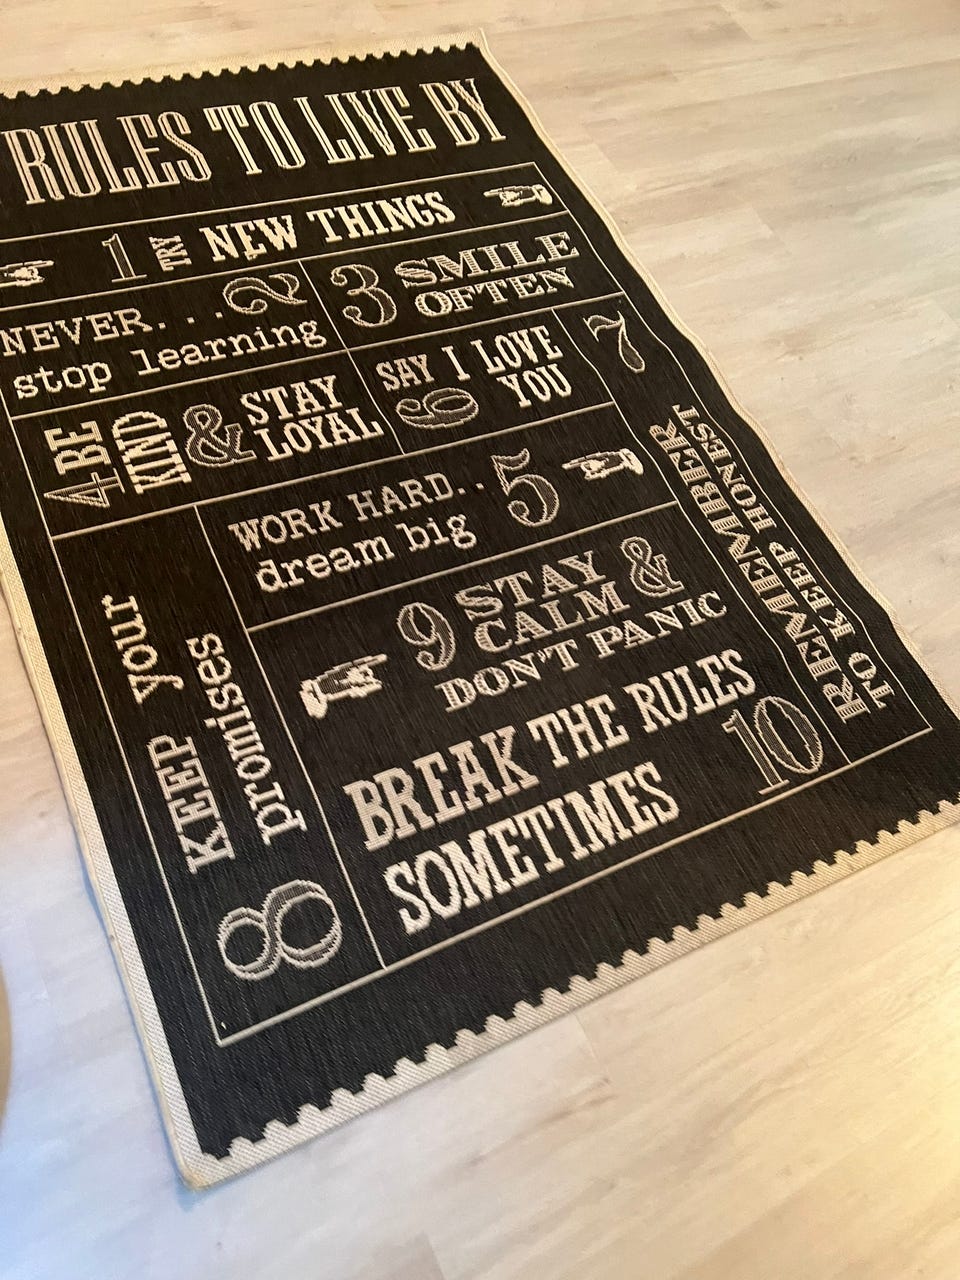 RULES TO LIVE BY
1 TRY NEW THINGS
NEVER... 2
stop learning
3 SMILE
OFTEN
4 BE
KIND
& STAY
LOYAL
SAY I LOVE
6 YOU
7 REMEMBER
TO KEEP HONEST
WORK HARD.. 5
dream big
8 KEEP your
promises
9 STAY &
CALM
DON'T PANIC
BREAK THE RULES
SOMETIMES 10